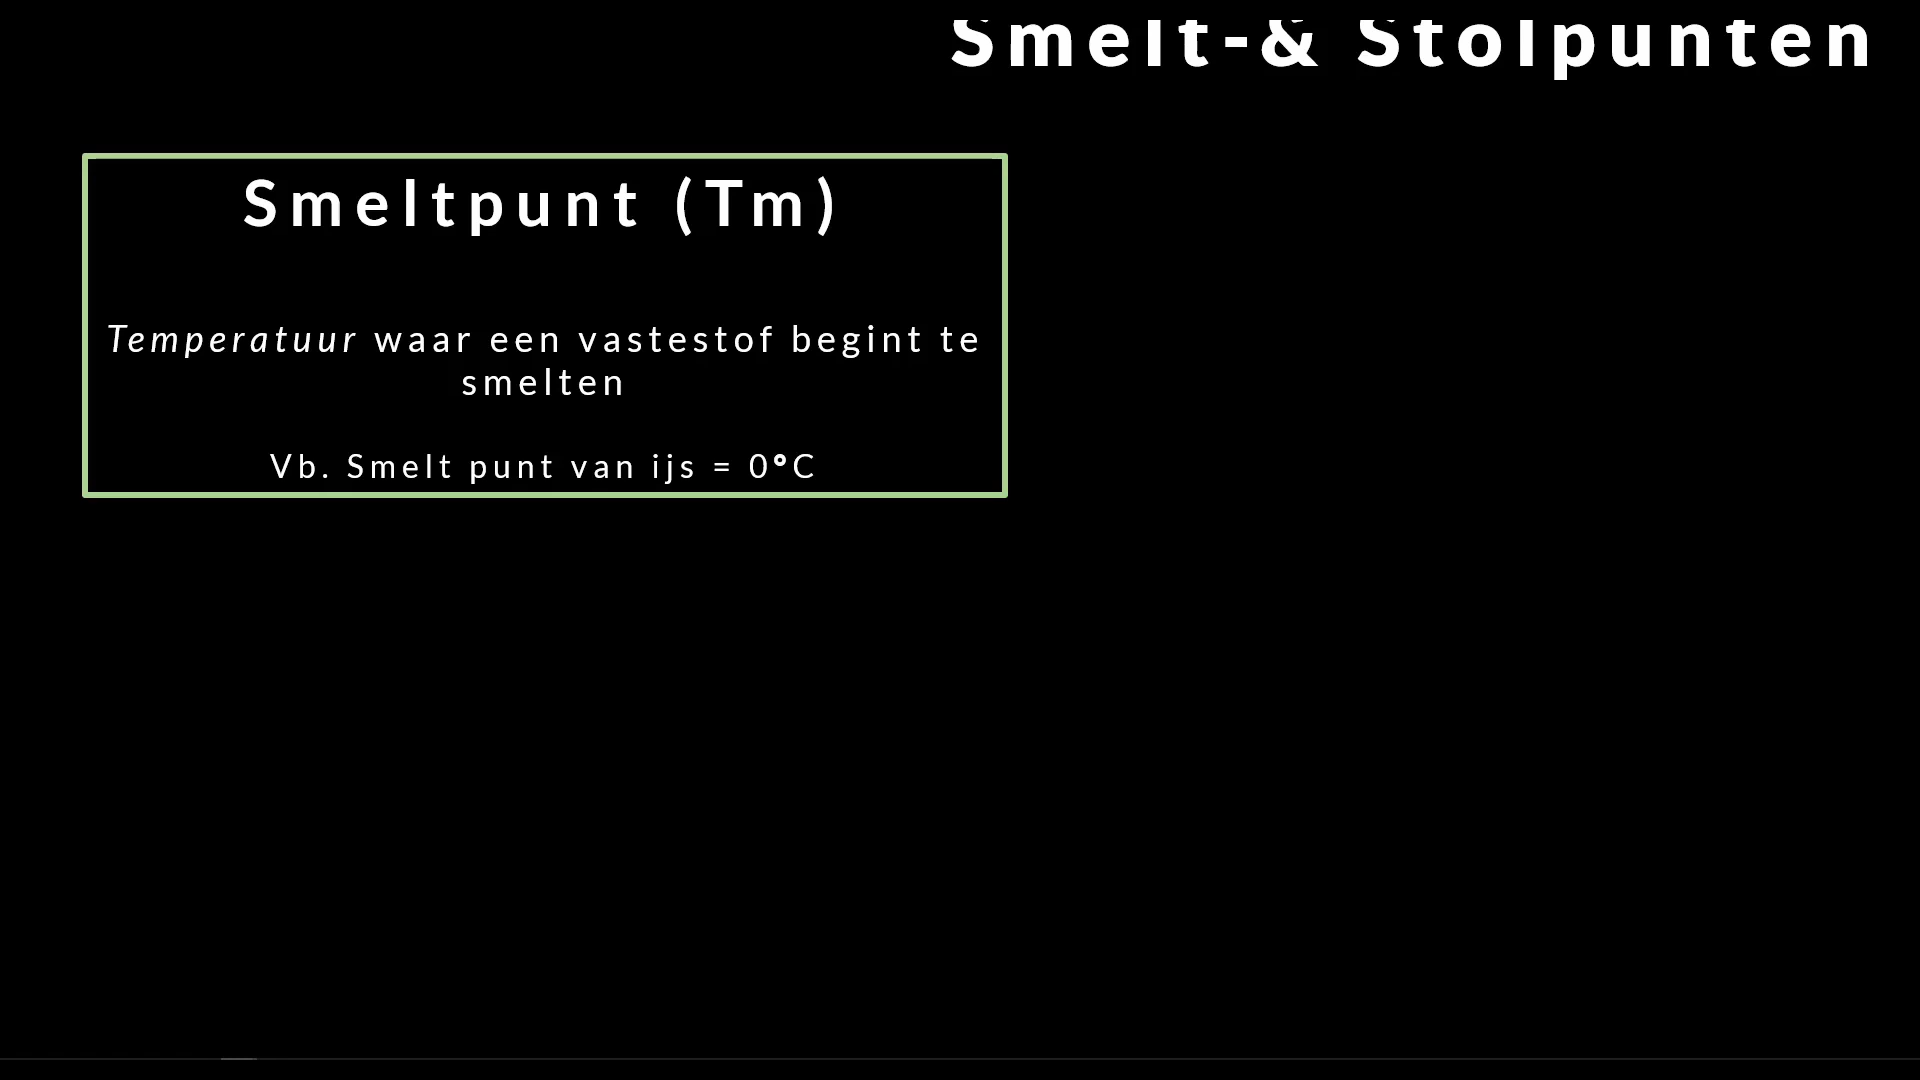 Smelt-& Stolpunten
Smeltpunt (Tm)
Temperatuur waar een vastestof begint te
smelten
Vb. Smelt punt van ijs = 0°C